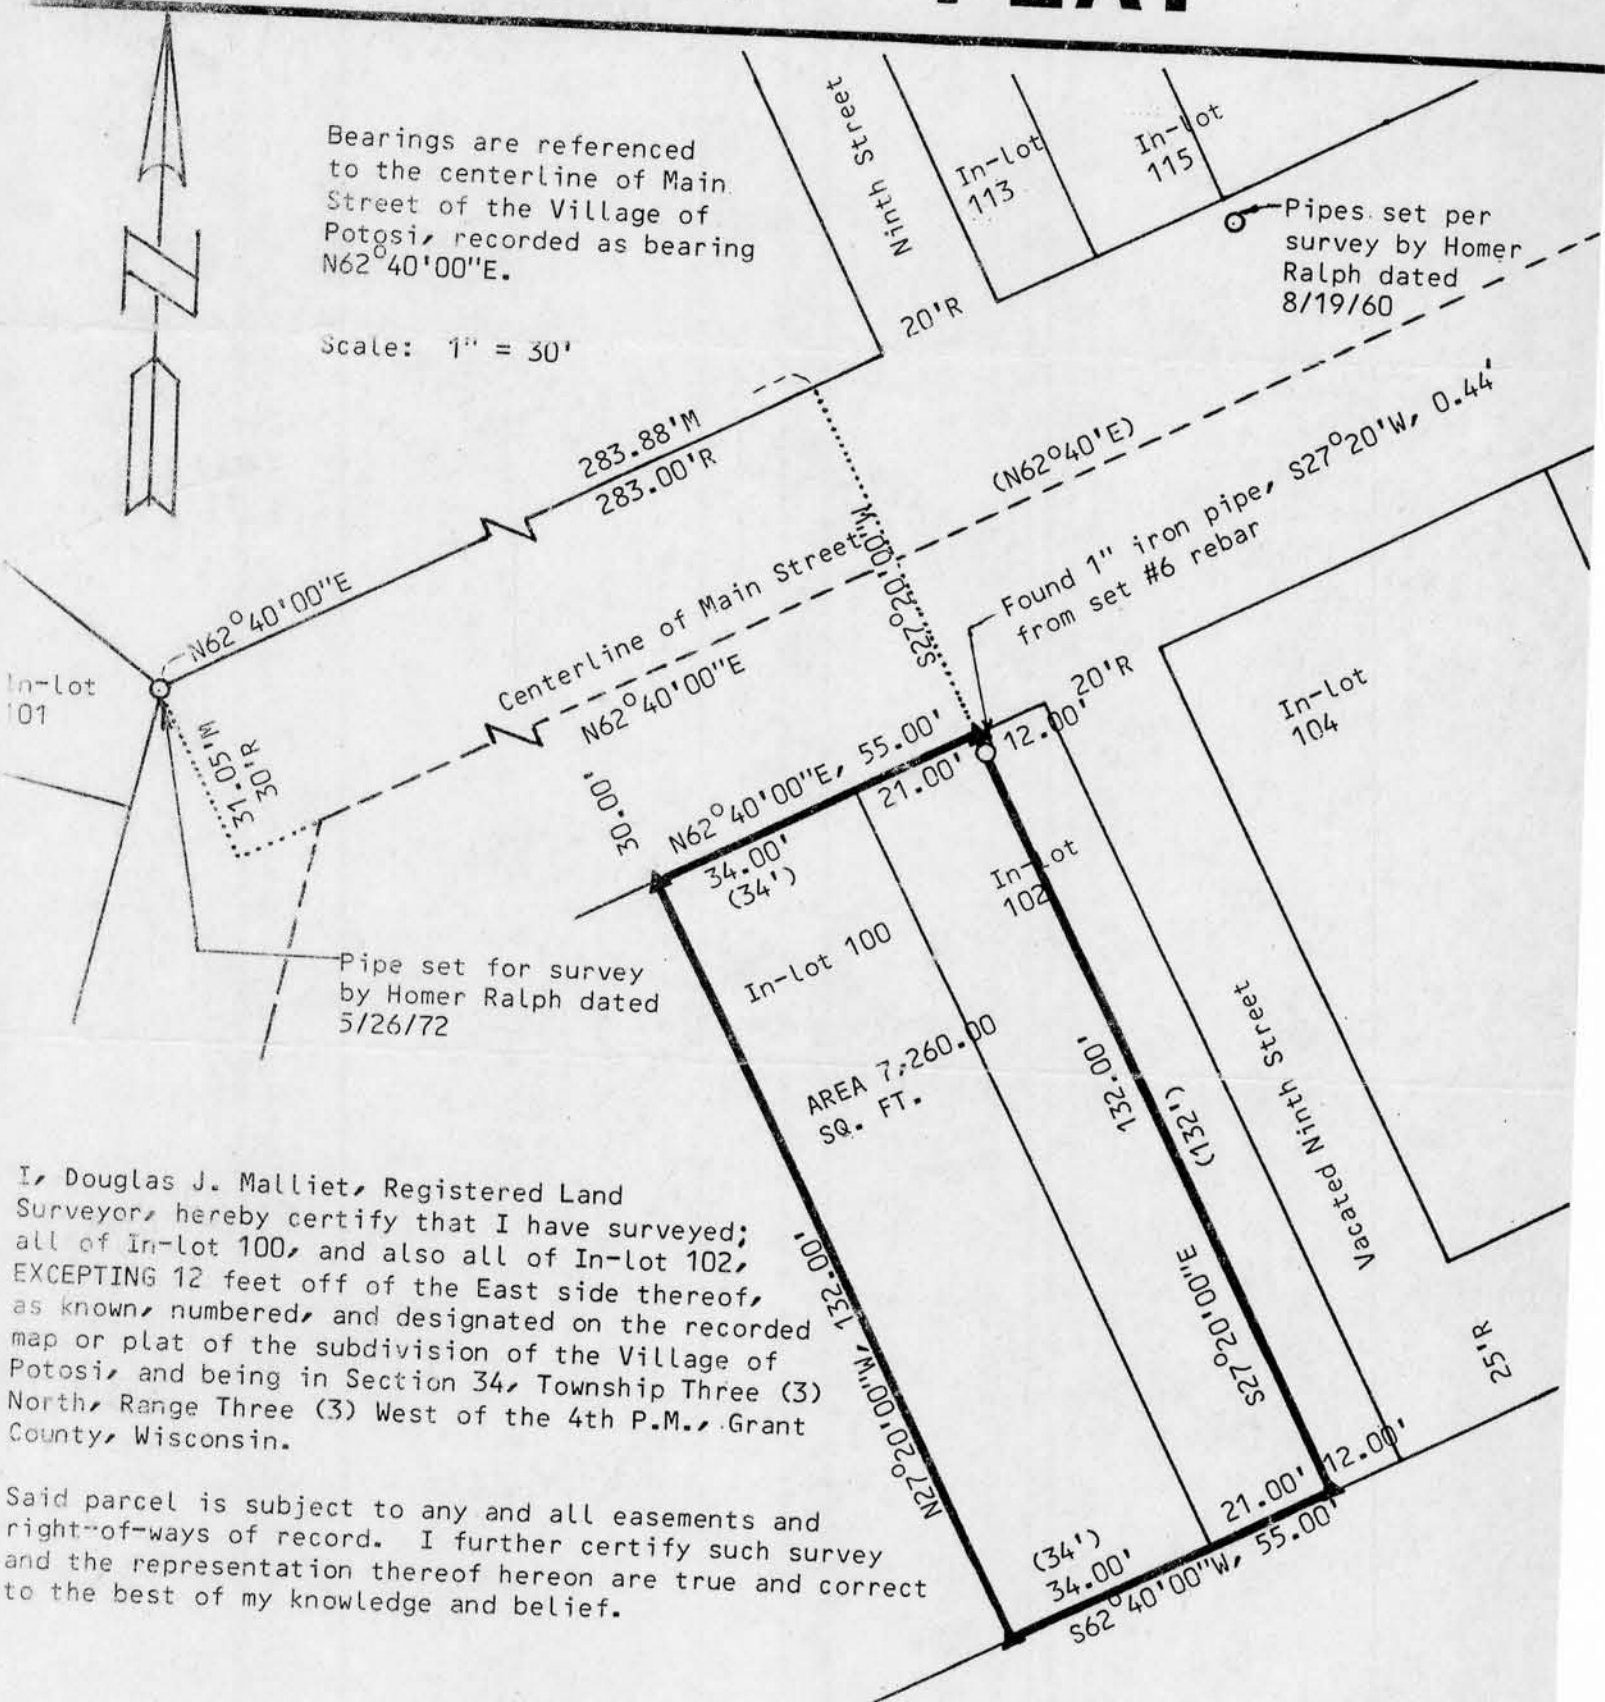 PLAT
Bearings are referenced
to the centerline of Main
Street of the Village of
Potosi, recorded as bearing
N62°40'00"E.
Scale: 1" = 30'
N
Ninth Street
In-lot
113
In-lot
115
Pipes set per
survey by Homer
Ralph dated
8/19/60
20'R
283.88'M
283.00'R
(N62°40'E)
N62°40'00"E
Centerline of Main Street
N62°40'00"E
S27°20'00"W
Found 1" iron pipe, S27°20'W, 0.44'
from set #6 rebar
In-lot
101
31.05'M
30'R
30.00'
N62°40'00"E, 55.00'
12.00'
20'R
34.00'
(34')
21.00'
In-lot
102
In-lot
104
Pipe set for survey
by Homer Ralph dated
5/26/72
In-lot 100
AREA 7,260.00
SQ. FT.
132.00'
(132')
S27°20'00"E
Vacated Ninth Street
25'R
N27°20'00"W, 132.00'
(34')
34.00'
21.00'
12.00'
S62°40'00"W, 55.00'
I, Douglas J. Malliet, Registered Land
Surveyor, hereby certify that I have surveyed;
all of In-lot 100, and also all of In-lot 102,
EXCEPTING 12 feet off of the East side thereof,
as known, numbered, and designated on the recorded
map or plat of the subdivision of the Village of
Potosi, and being in Section 34, Township Three (3)
North, Range Three (3) West of the 4th P.M., Grant
County, Wisconsin.
Said parcel is subject to any and all easements and
right-of-ways of record. I further certify such survey
and the representation thereof hereon are true and correct
to the best of my knowledge and belief.